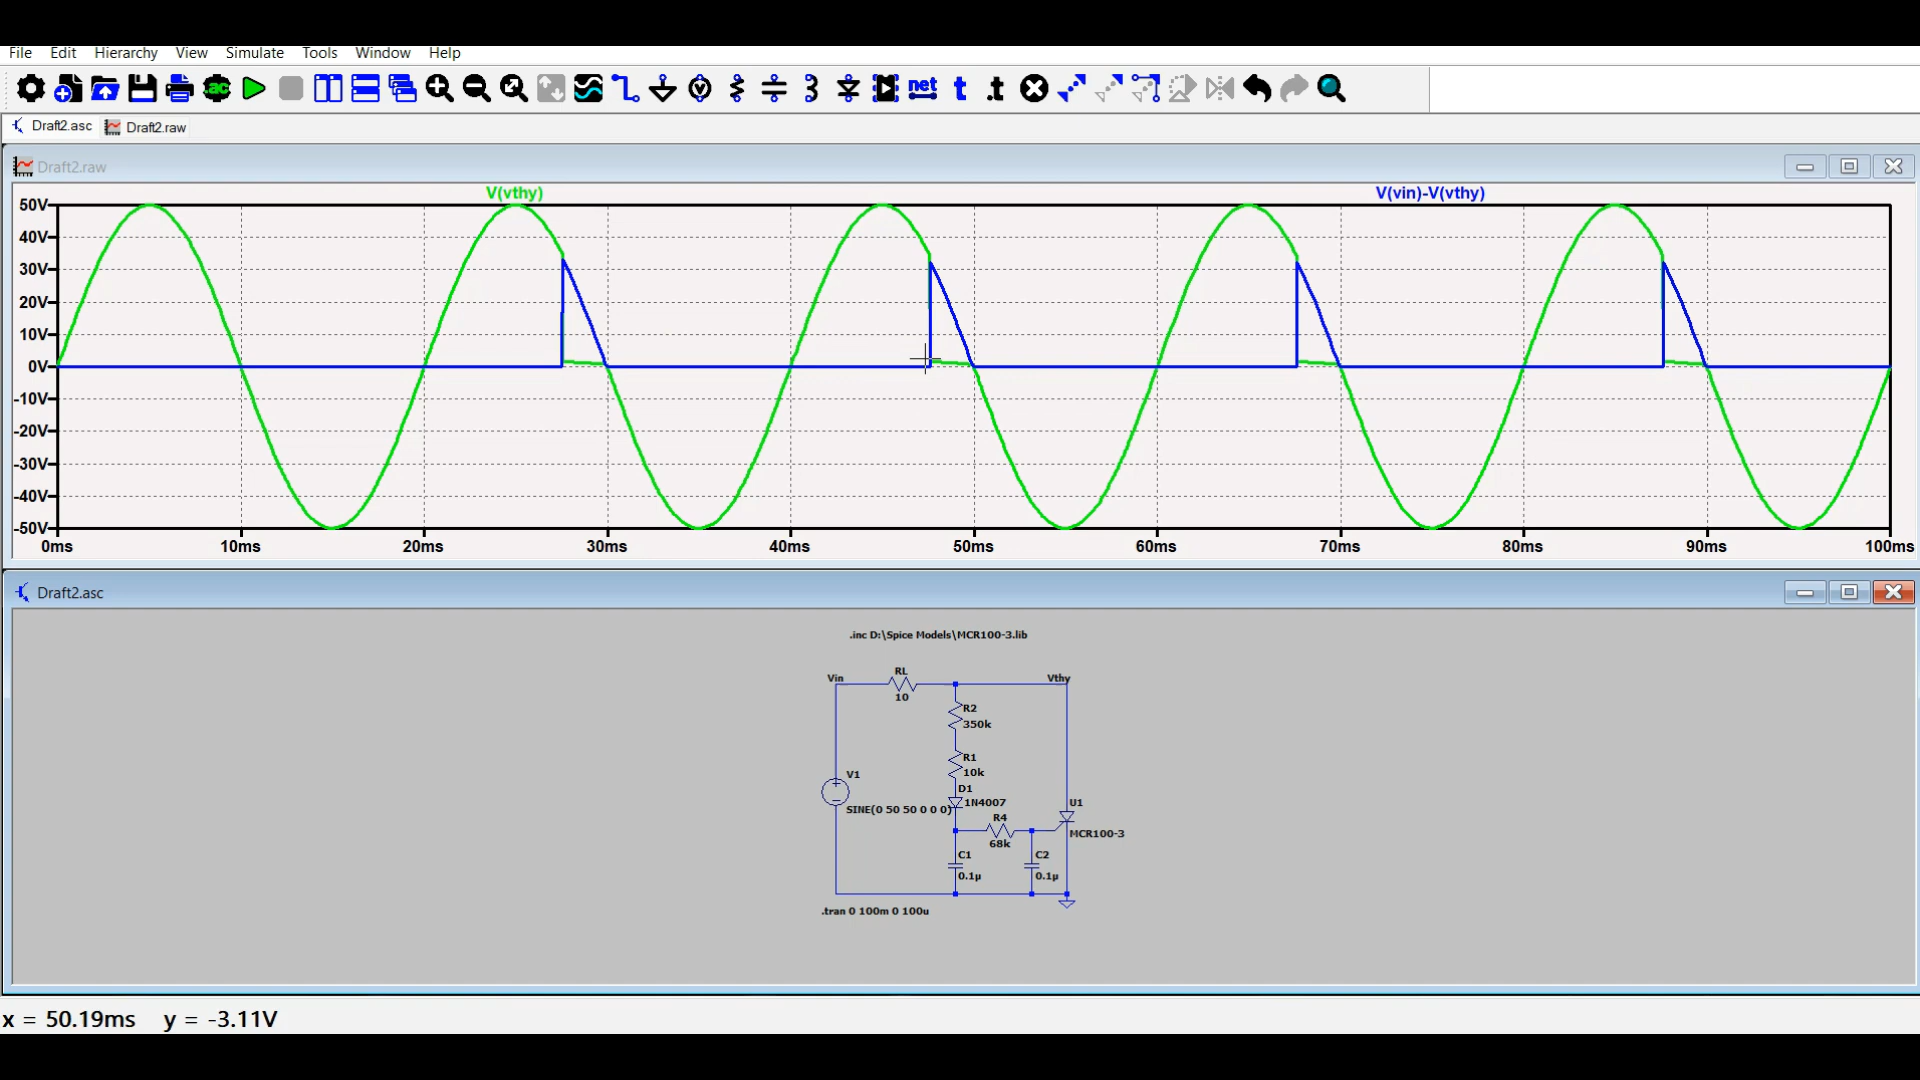 File Edit Hierarchy View Simulate Tools Window Help
.ac net t .t
Draft2.asc Draft2.raw
Draft2.raw
V(vthy) V(vin)-V(vthy)
50V
40V
30V
20V
10V
0V
-10V
-20V
-30V
-40V
-50V
0ms 10ms 20ms 30ms 40ms 50ms 60ms 70ms 80ms 90ms 100ms
Draft2.asc
.inc D:\Spice Models\MCR100-3.lib
Vin RL Vthy
10
R2
350k
R1
10k
V1 D1
SINE(0 50 50 0 0 0) 1N4007 U1
R4 MCR100-3
68k
C1 C2
0.1µ 0.1µ
.tran 0 100m 0 100u
x = 50.19ms y = -3.11V